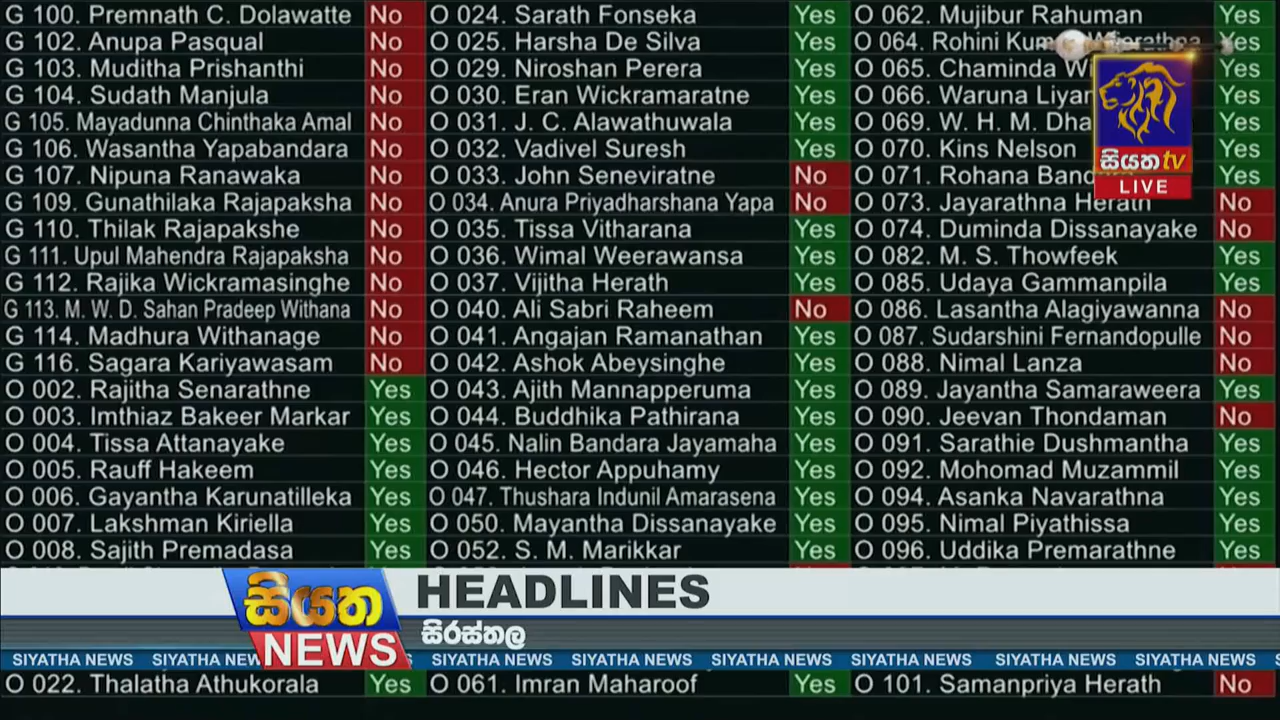 G 100. Premnath C. Dolawatte No
G 102. Anupa Pasqual No
G 103. Muditha Prishanthi No
G 104. Sudath Manjula No
G 105. Mayadunna Chinthaka Amal No
G 106. Wasantha Yapabandara No
G 107. Nipuna Ranawaka No
G 109. Gunathilaka Rajapaksha No
G 110. Thilak Rajapakshe No
G 111. Upul Mahendra Rajapaksha No
G 112. Rajika Wickramasinghe No
G 113. M. W. D. Sahan Pradeep Withana No
G 114. Madhura Withanage No
G 116. Sagara Kariyawasam No
O 002. Rajitha Senarathne Yes
O 003. Imthiaz Bakeer Markar Yes
O 004. Tissa Attanayake Yes
O 005. Rauff Hakeem Yes
O 006. Gayantha Karunatilleka Yes
O 007. Lakshman Kiriella Yes
O 008. Sajith Premadasa Yes
O 022. Thalatha Athukorala Yes
O 024. Sarath Fonseka Yes
O 025. Harsha De Silva Yes
O 029. Niroshan Perera Yes
O 030. Eran Wickramaratne Yes
O 031. J. C. Alawathuwala Yes
O 032. Vadivel Suresh Yes
O 033. John Seneviratne No
O 034. Anura Priyadharshana Yapa No
O 035. Tissa Vitharana Yes
O 036. Wimal Weerawansa Yes
O 037. Vijitha Herath Yes
O 040. Ali Sabri Raheem No
O 041. Angajan Ramanathan Yes
O 042. Ashok Abeysinghe Yes
O 043. Ajith Mannapperuma Yes
O 044. Buddhika Pathirana Yes
O 045. Nalin Bandara Jayamaha Yes
O 046. Hector Appuhamy Yes
O 047. Thushara Indunil Amarasena Yes
O 050. Mayantha Dissanayake Yes
O 052. S. M. Marikkar Yes
O 061. Imran Maharoof Yes
O 062. Mujibur Rahuman Yes
O 064. Rohini Yes
O 065. Chaminda Yes
O 066. Waruna Yes
O 069. W. H. M. Yes
O 070. Kins Nelson Yes
O 071. Rohana Yes
O 073. Jayarathna Herath No
O 074. Duminda Dissanayake No
O 082. M. S. Thowfeek Yes
O 085. Udaya Gammanpila Yes
O 086. Lasantha Alagiyawanna No
O 087. Sudarshini Fernandopulle No
O 088. Nimal Lanza No
O 089. Jayantha Samaraweera Yes
O 090. Jeevan Thondaman No
O 091. Sarathie Dushmantha Yes
O 092. Mohomad Muzammil Yes
O 094. Asanka Navarathna Yes
O 095. Nimal Piyathissa Yes
O 096. Uddika Premarathne Yes
O 101. Samanpriya Herath No
සියත tv
LIVE
සියත
NEWS
HEADLINES
සිරස්තල
SIYATHA NEWS SIYATHA NEWS SIYATHA NEWS SIYATHA NEWS SIYATHA NEWS SIYATHA NEWS SIYATHA NEWS SIYATHA NEWS